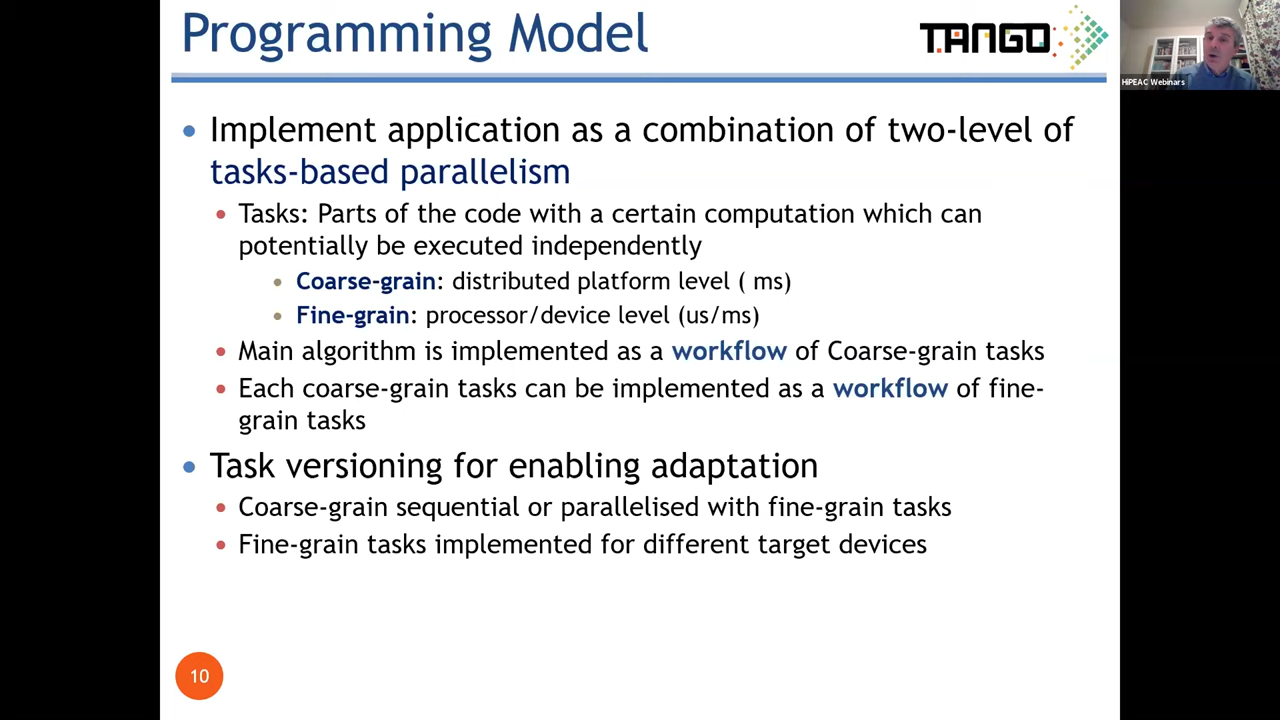 Programming Model
TANGO
HiPEAC Webinars
• Implement application as a combination of two-level of
tasks-based parallelism
• Tasks: Parts of the code with a certain computation which can
potentially be executed independently
• Coarse-grain: distributed platform level ( ms)
• Fine-grain: processor/device level (us/ms)
• Main algorithm is implemented as a workflow of Coarse-grain tasks
• Each coarse-grain tasks can be implemented as a workflow of fine-
grain tasks
• Task versioning for enabling adaptation
• Coarse-grain sequential or parallelised with fine-grain tasks
• Fine-grain tasks implemented for different target devices
10